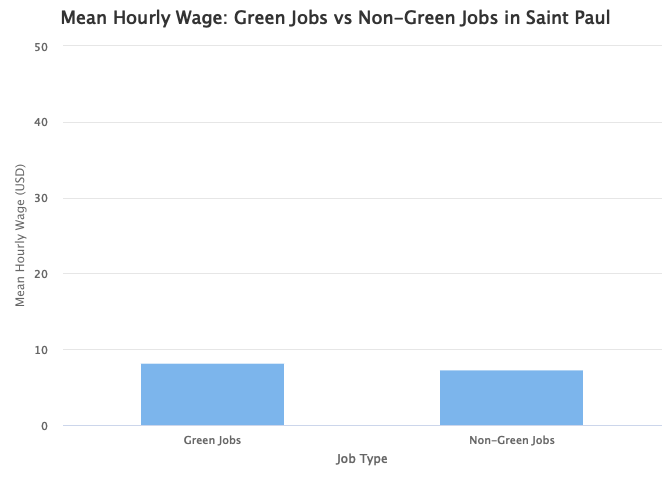 Mean Hourly Wage: Green Jobs vs Non-Green Jobs in Saint Paul
Mean Hourly Wage (USD)
50
40
30
20
10
0
Green Jobs
Non-Green Jobs
Job Type